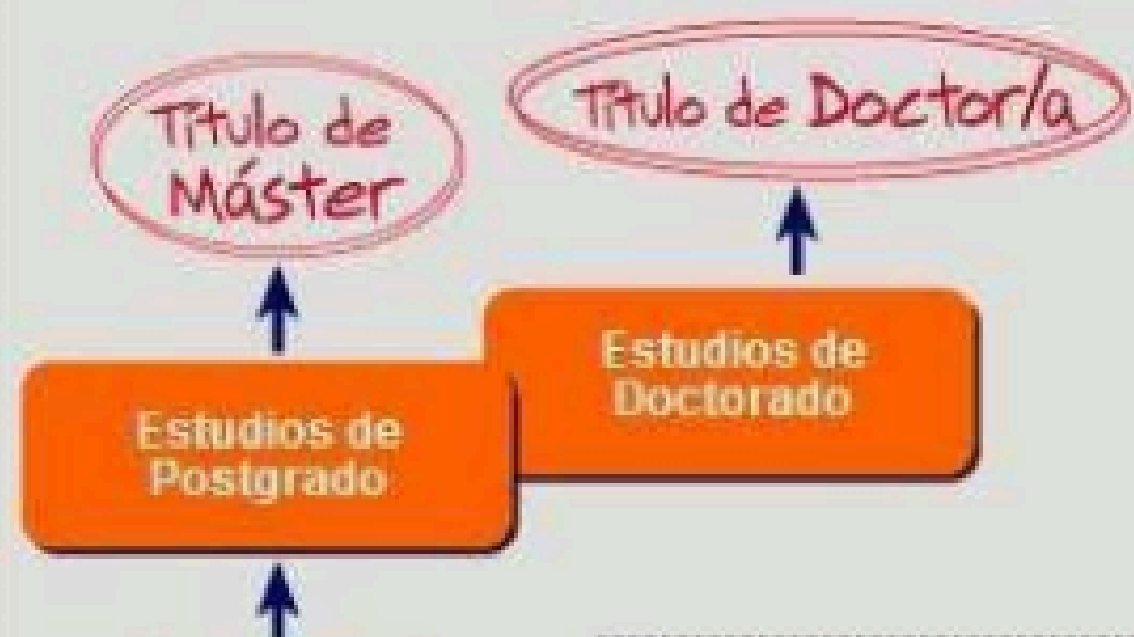 Título de
Máster
Título de Doctor/a
Estudios de
Doctorado
Estudios de
Postgrado